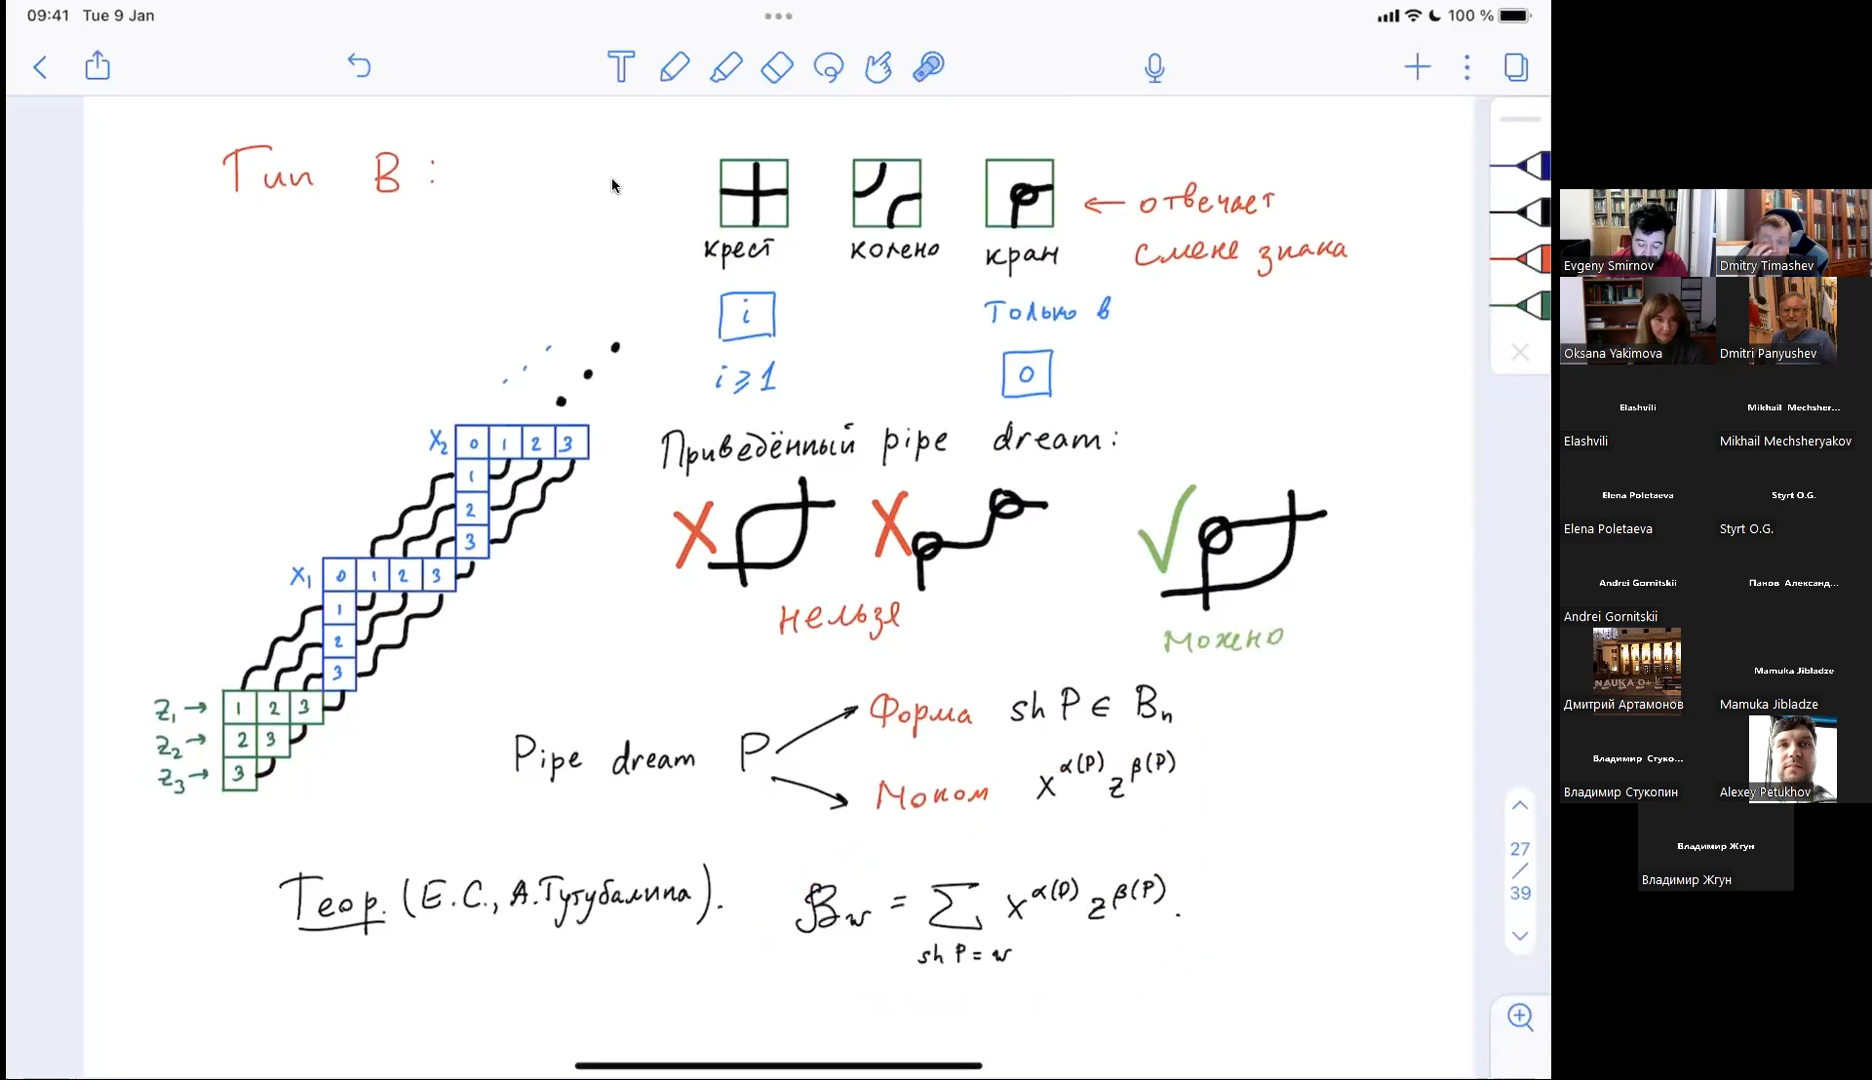 09:41 Tue 9 Jan
100 %
Тип В :
крест
колено
кран
← отвечает
смене знака
i
i ⩾ 1
Только в
0
X₂ 0 1 2 3
1
2
3
X₁ 0 1 2 3
1
2
3
Z₁ → 1 2 3
Z₂ → 2 3
Z₃ → 3
Приведённый pipe dream :
X X √
нельзя
можно
Pipe dream P
Форма sh P ∈ Bₙ
Моном x^α(P) z^β(P)
Теор. (Е.С., А.Тутубалина). 𝔅_w = ∑ x^α(P) z^β(P).
sh P = w
27
/
39
Evgeny Smirnov
Dmitry Timashev
Oksana Yakimova
Dmitri Panyushev
Elashvili
Elashvili
Mikhail Mechsher...
Mikhail Mechsheryakov
Elena Poletaeva
Elena Poletaeva
Styrt O.G.
Styrt O.G.
Andrei Gornitskii
Andrei Gornitskii
Панов Александ...
NAUKA 0+
Дмитрий Артамонов
Mamuka Jibladze
Mamuka Jibladze
Владимир Стуко...
Владимир Стукопин
Alexey Petukhov
Владимир Жгун
Владимир Жгун